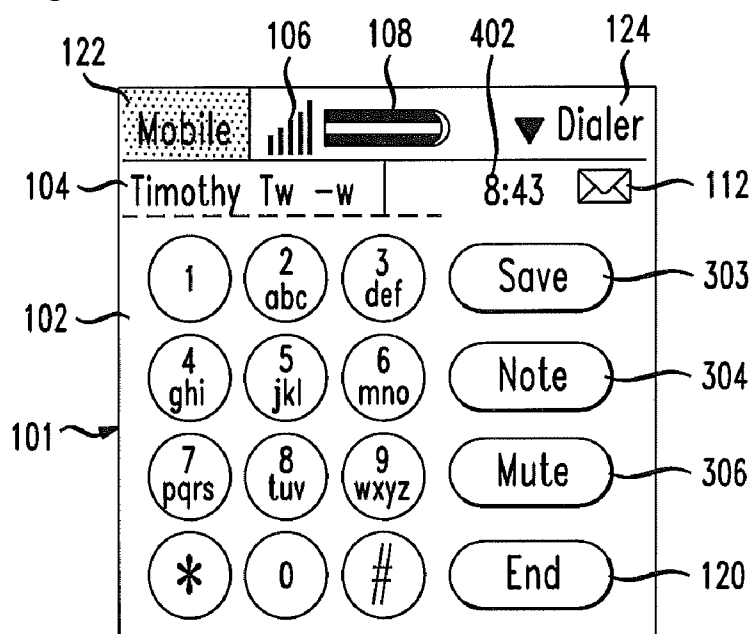 122 106 108 402 124
Mobile ▼ Dialer
104 Timothy Tw -w 8:43 112
1 2 abc 3 def Save 303
102
4 ghi 5 jkl 6 mno Note 304
101
7 pqrs 8 tuv 9 wxyz Mute 306
* 0 # End 120